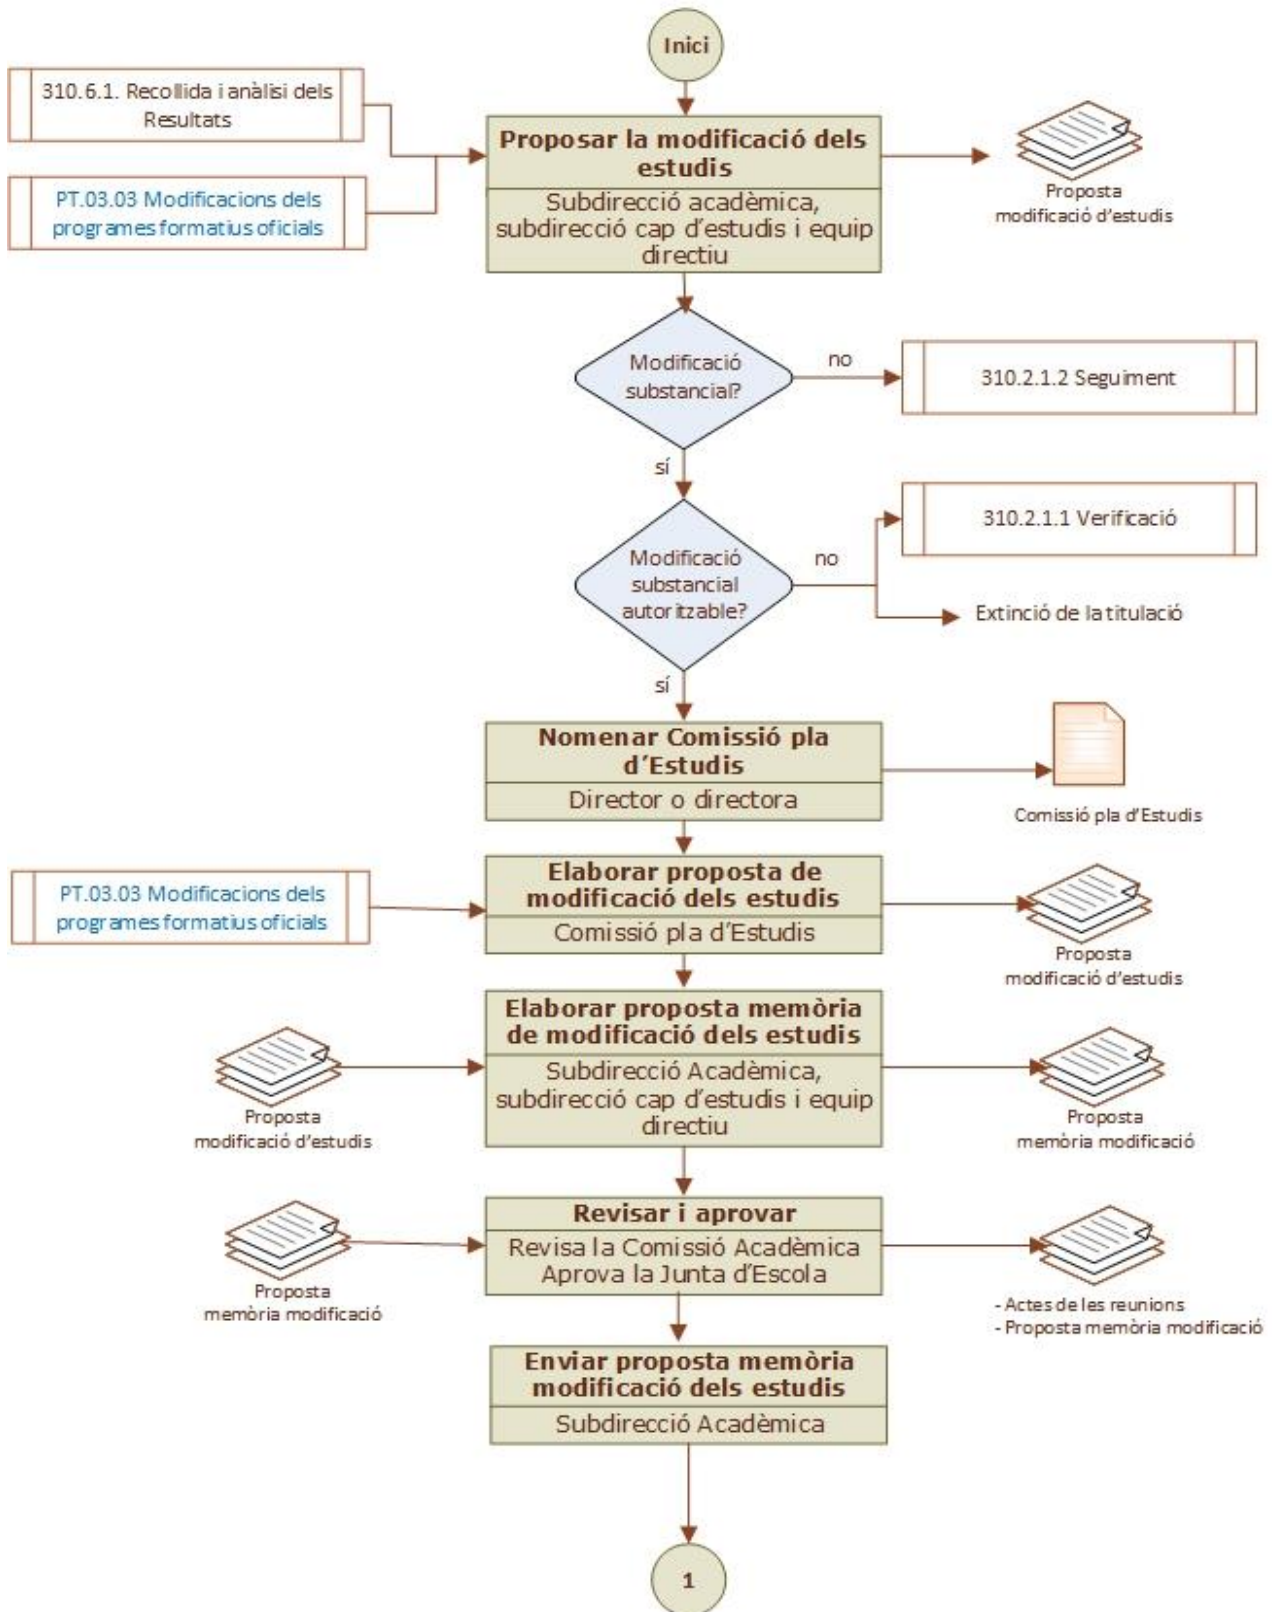 Inici
310.6.1. Recollida i anàlisi dels
Resultats
PT.03.03 Modificacions dels
programes formatius oficials
Proposar la modificació dels
estudis
Subdirecció acadèmica,
subdirecció cap d'estudis i equip
directiu
Proposta
modificació d'estudis
Modificació
substancial?
no
310.2.1.2 Seguiment
sí
Modificació
substancial
autoritzable?
no
310.2.1.1 Verificació
Extinció de la titulació
sí
Nomenar Comissió pla
d'Estudis
Director o directora
Comissió pla d'Estudis
PT.03.03 Modificacions dels
programes formatius oficials
Elaborar proposta de
modificació dels estudis
Comissió pla d'Estudis
Proposta
modificació d'estudis
Elaborar proposta memòria
de modificació dels estudis
Subdirecció Acadèmica,
subdirecció cap d'estudis i equip
directiu
Proposta
modificació d'estudis
Proposta
memòria modificació
Revisar i aprovar
Revisa la Comissió Acadèmica
Aprova la Junta d'Escola
Proposta
memòria modificació
- Actes de les reunions
- Proposta memòria modificació
Enviar proposta memòria
modificació dels estudis
Subdirecció Acadèmica
1